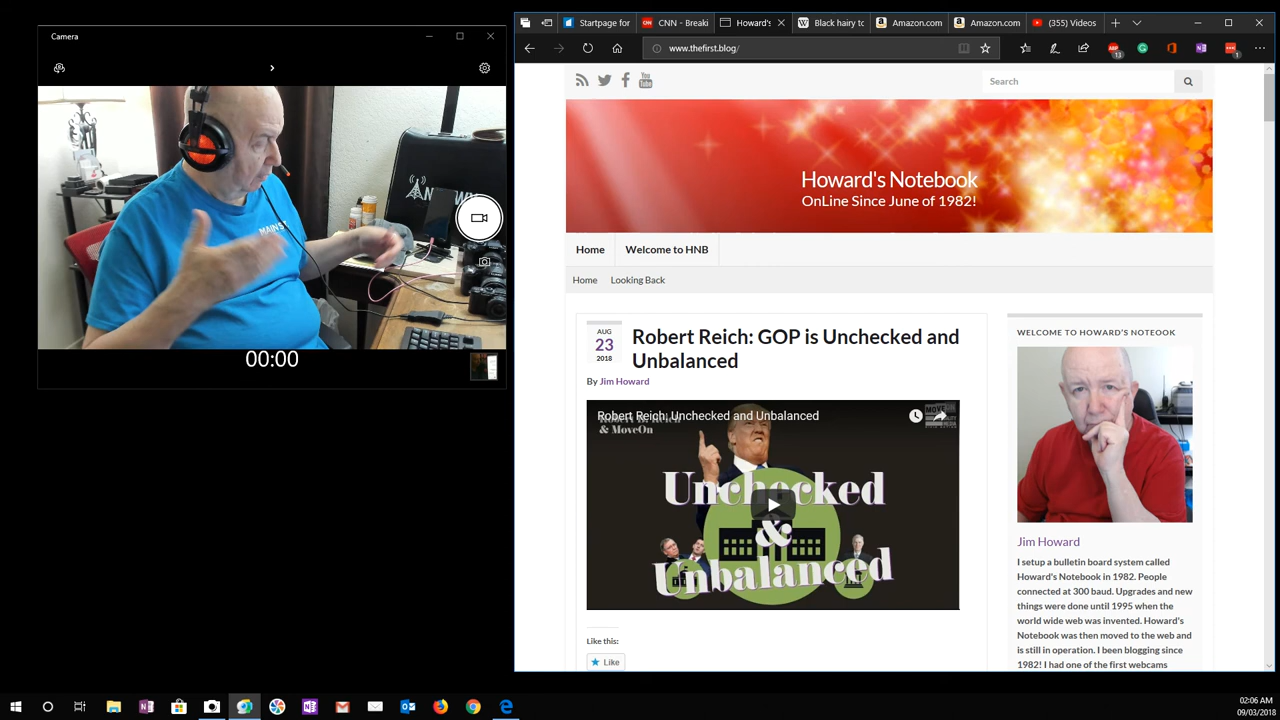 Camera
00:00
MAINST
Startpage for
CNN - Breaki
Howard's
Black hairy to
Amazon.com
Amazon.com
(355) Videos
www.thefirst.blog/
13
1
You
Search
Howard's Notebook
OnLine Since June of 1982!
Home
Welcome to HNB
Home
Looking Back
AUG
23
2018
Robert Reich: GOP is Unchecked and
Unbalanced
By Jim Howard
Robert Reich: Unchecked and Unbalanced
& MoveOn
Unchecked
&
Unbalanced
Like this:
Like
WELCOME TO HOWARD'S NOTEOOK
Jim Howard
I setup a bulletin board system called
Howard's Notebook in 1982. People
connected at 300 baud. Upgrades and new
things were done until 1995 when the
world wide web was invented. Howard's
Notebook was then moved to the web and
is still in operation. I been blogging since
1982! I had one of the first webcams
02:06 AM
09/03/2018